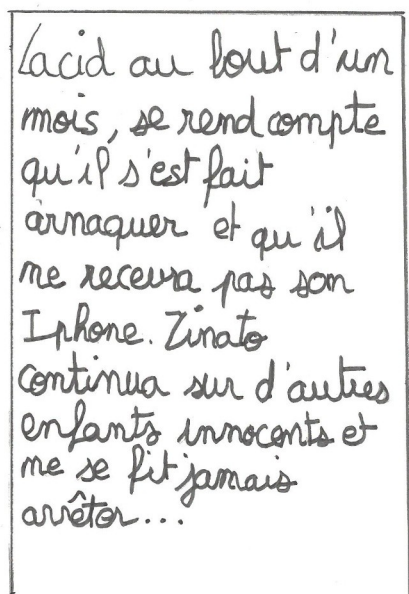 Lacid au bout d'un
mois, se rend compte
qu'il s'est fait
arnaquer et qu'il
ne recevra pas son
Iphone. Zinato
continua sur d'autres
enfants innocents et
ne se fit jamais
arrêter...